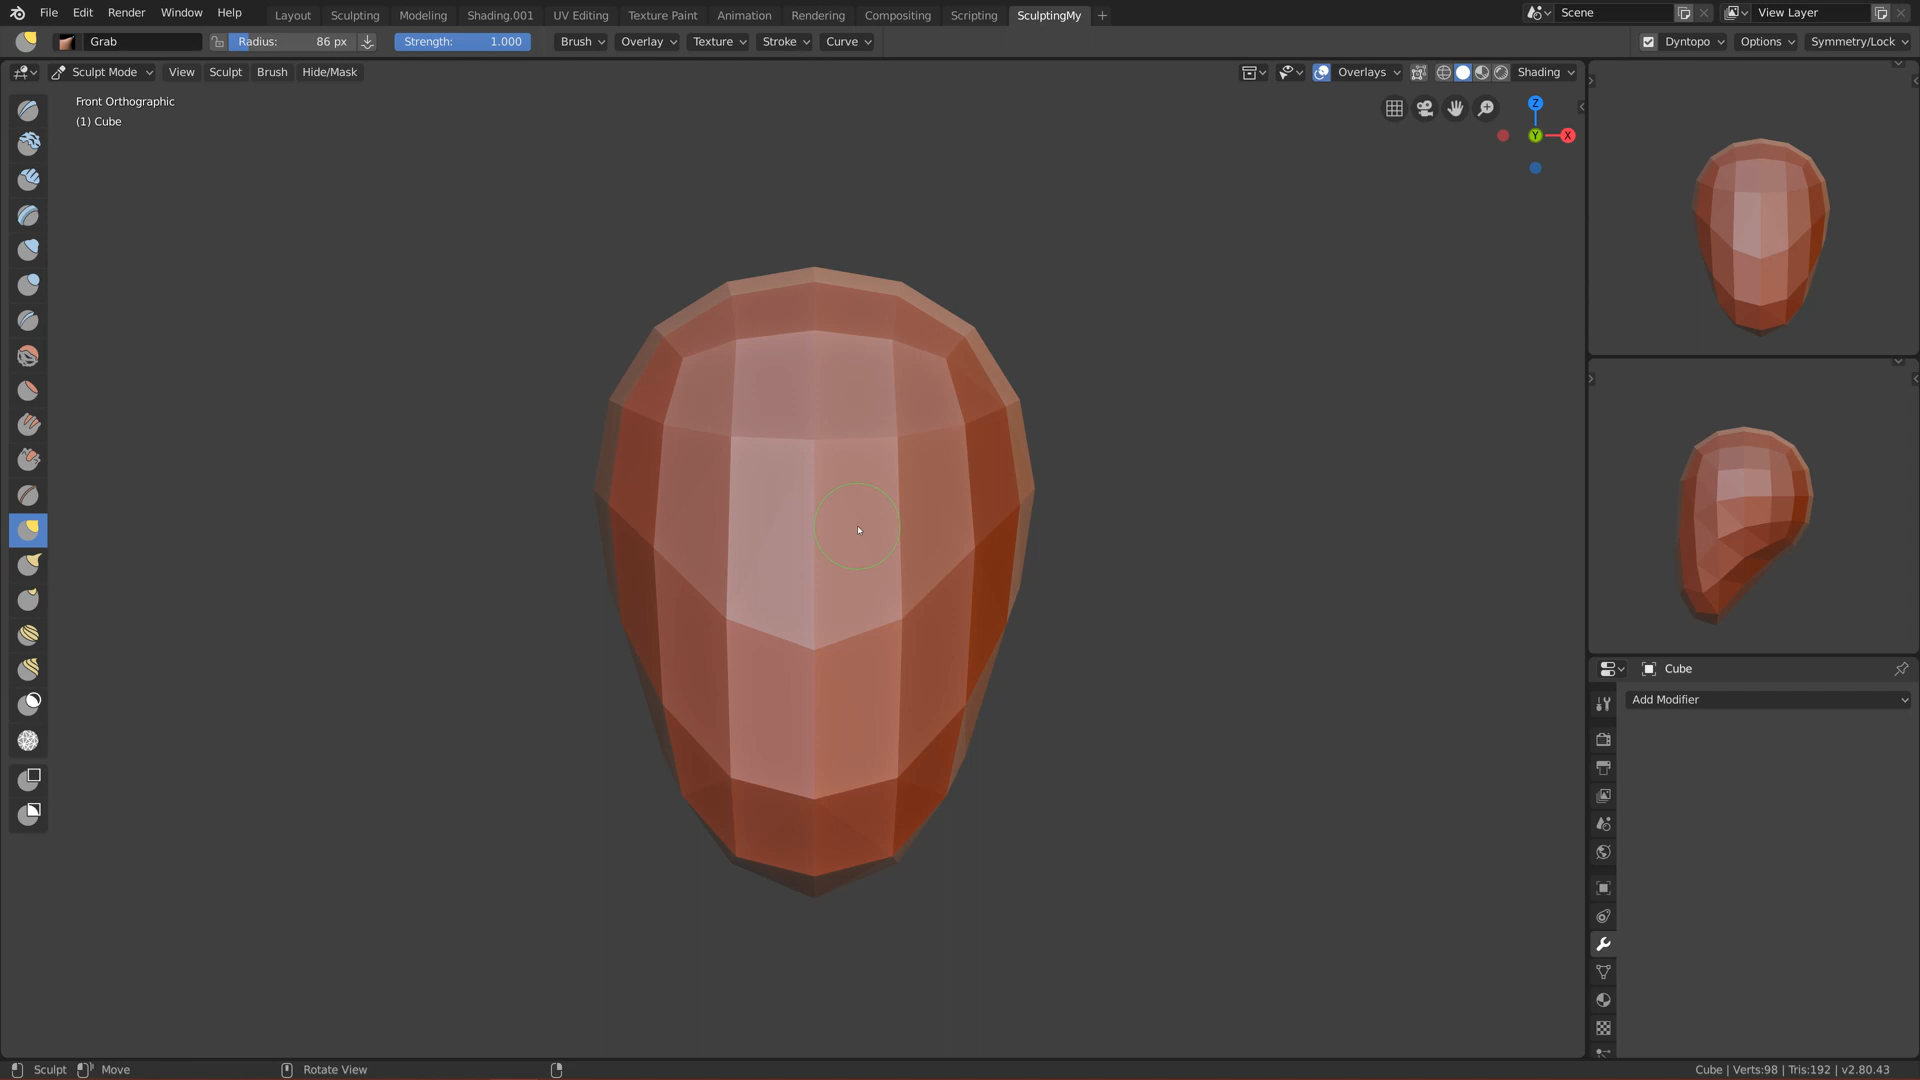 File Edit Render Window Help Layout Sculpting Modeling Shading.001 UV Editing Texture Paint Animation Rendering Compositing Scripting SculptingMy Scene View Layer
Grab Radius: 86 px Strength: 1.000 Brush Overlay Texture Stroke Curve Dyntopo Options Symmetry/Lock
Sculpt Mode View Sculpt Brush Hide/Mask Overlays Shading
Front Orthographic
(1) Cube
Z
Y X
Cube
Add Modifier
Sculpt Move Rotate View Cube | Verts:98 | Tris:192 | v2.80.43